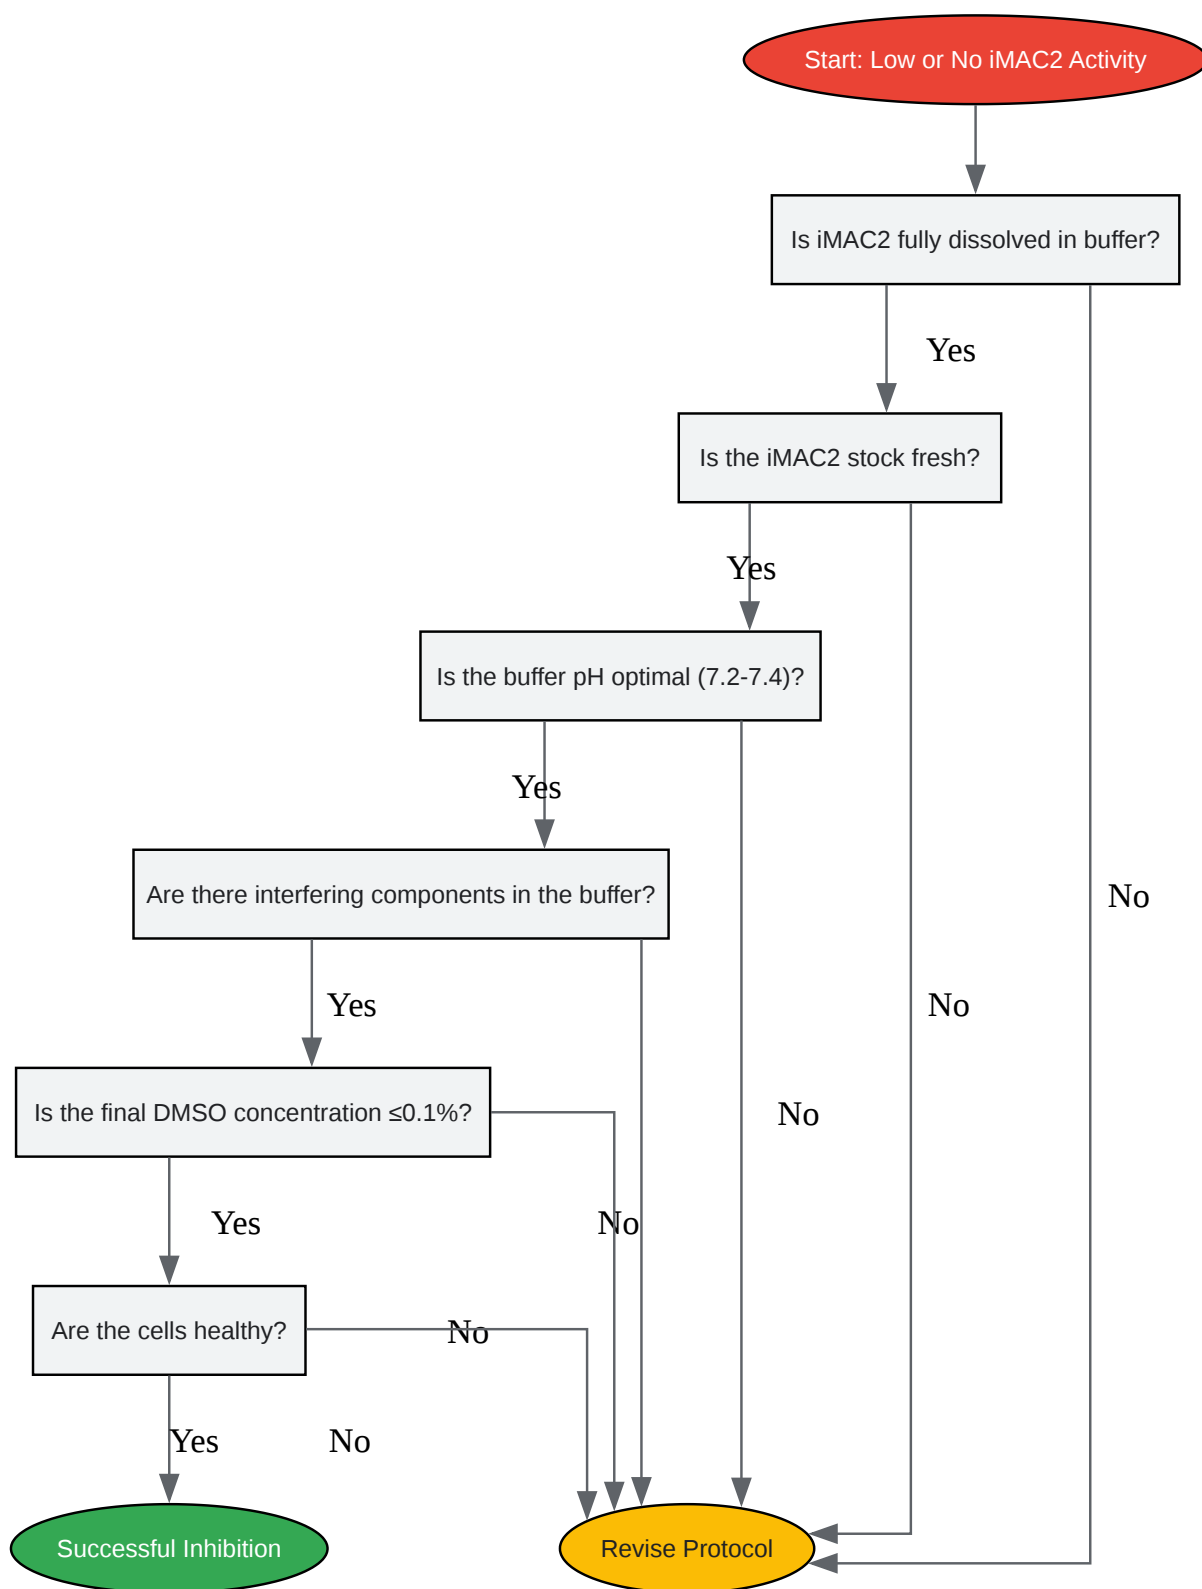 Start: Low or No iMAC2 Activity
Is iMAC2 fully dissolved in buffer?
Yes
Is the iMAC2 stock fresh?
Yes
Is the buffer pH optimal (7.2-7.4)?
Yes
Are there interfering components in the buffer?
No
Yes
No
Is the final DMSO concentration ≤0.1%?
No
Yes
No
Are the cells healthy?
No
Yes
No
Successful Inhibition
Revise Protocol